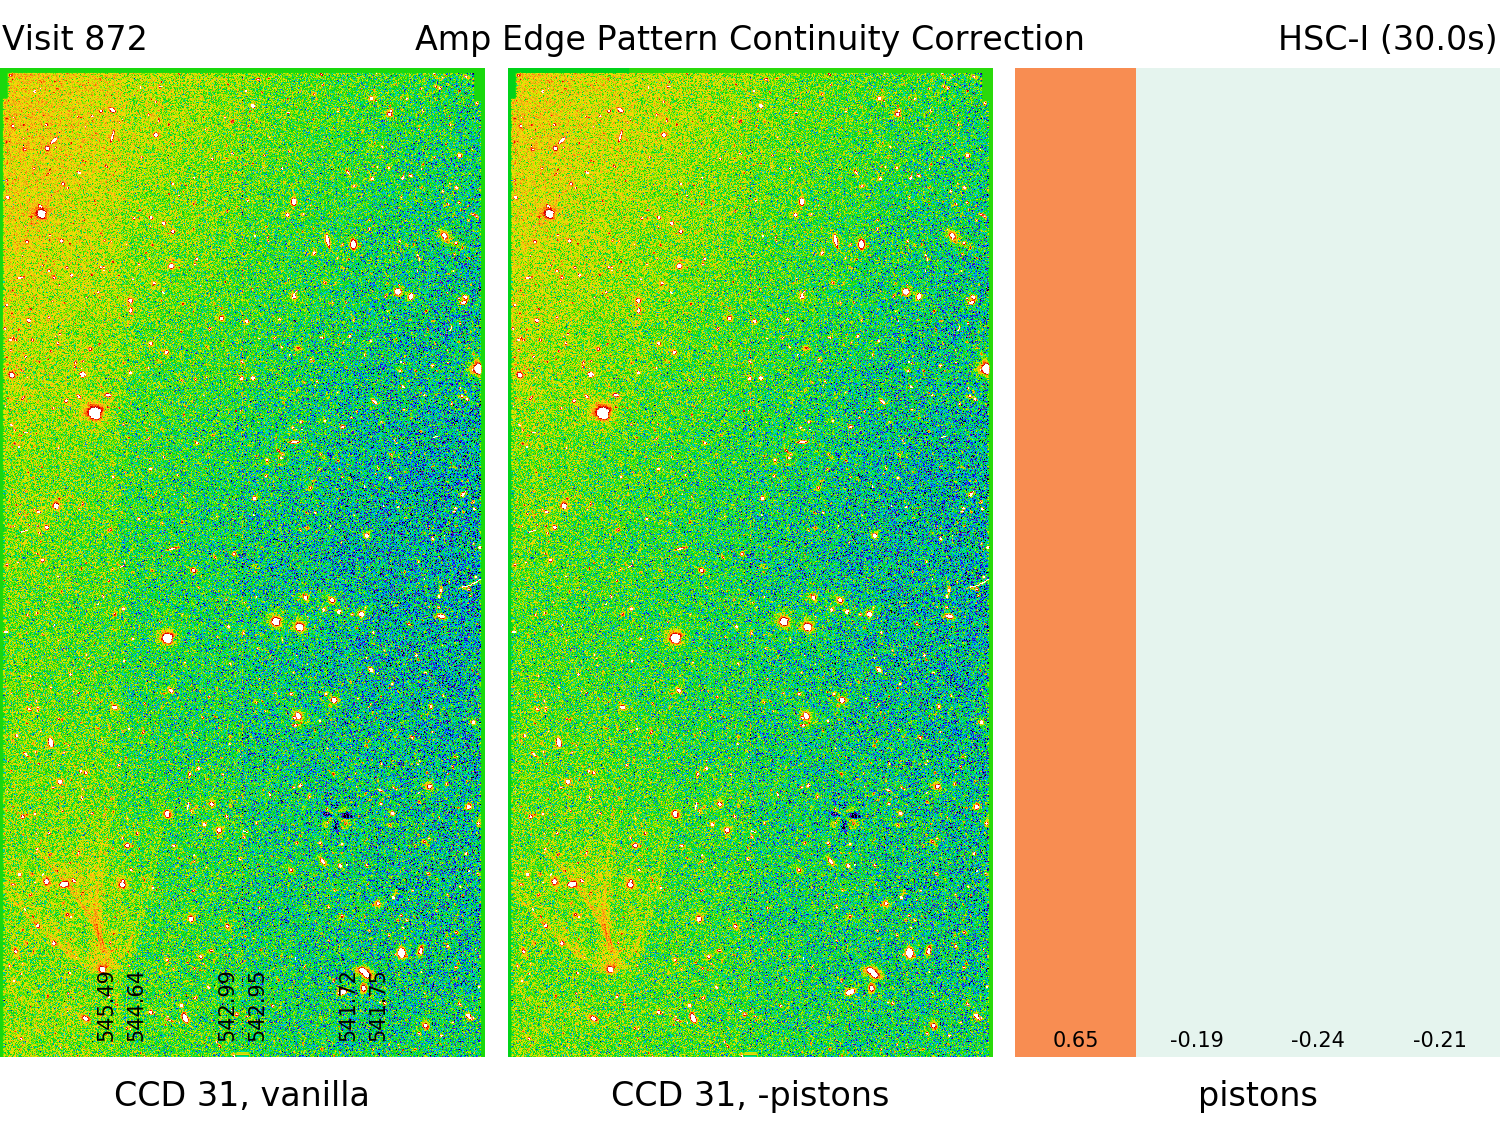 Visit 872
Amp Edge Pattern Continuity Correction
HSC-I (30.0s)
545.49
544.64
542.99
542.95
541.72
541.75
0.65
-0.19
-0.24
-0.21
CCD 31, vanilla
CCD 31, -pistons
pistons